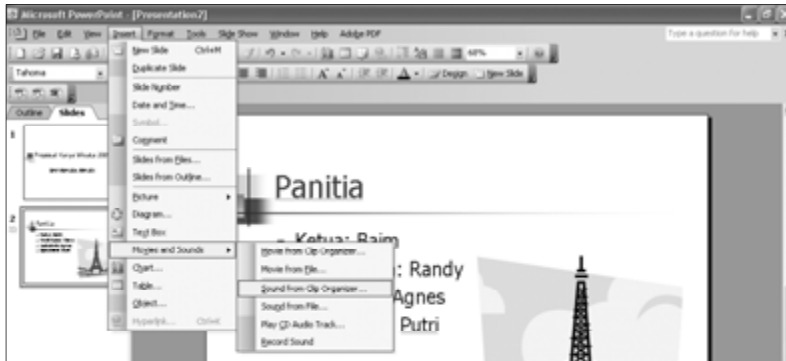 Microsoft PowerPoint - [Presentation2]
File Edit View Insert Format Tools Slide Show Window Help Adobe PDF
Type a question for help
Tahoma
68%
Design New Slide
Outline Slides
New Slide Ctrl+M
Duplicate Slide
Slide Number
Date and Time...
Symbol...
Comment
Slides from Files...
Slides from Outline...
Picture
Diagram...
Text Box
Movies and Sounds
Chart...
Table...
Object...
Hyperlink... Ctrl+K
Movie from Clip Organizer...
Movie from File...
Sound from Clip Organizer...
Sound from File...
Play CD Audio Track...
Record Sound
1
2
Panitia
Panitia
Ketua: Baim
: Randy
Agnes
Putri